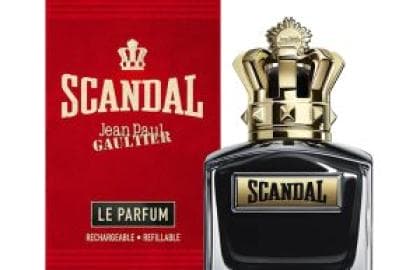 SCANDAL
Jean Paul
GAULTIER
LE PARFUM
RECHARGEABLE • REFILLABLE
SCANDAL